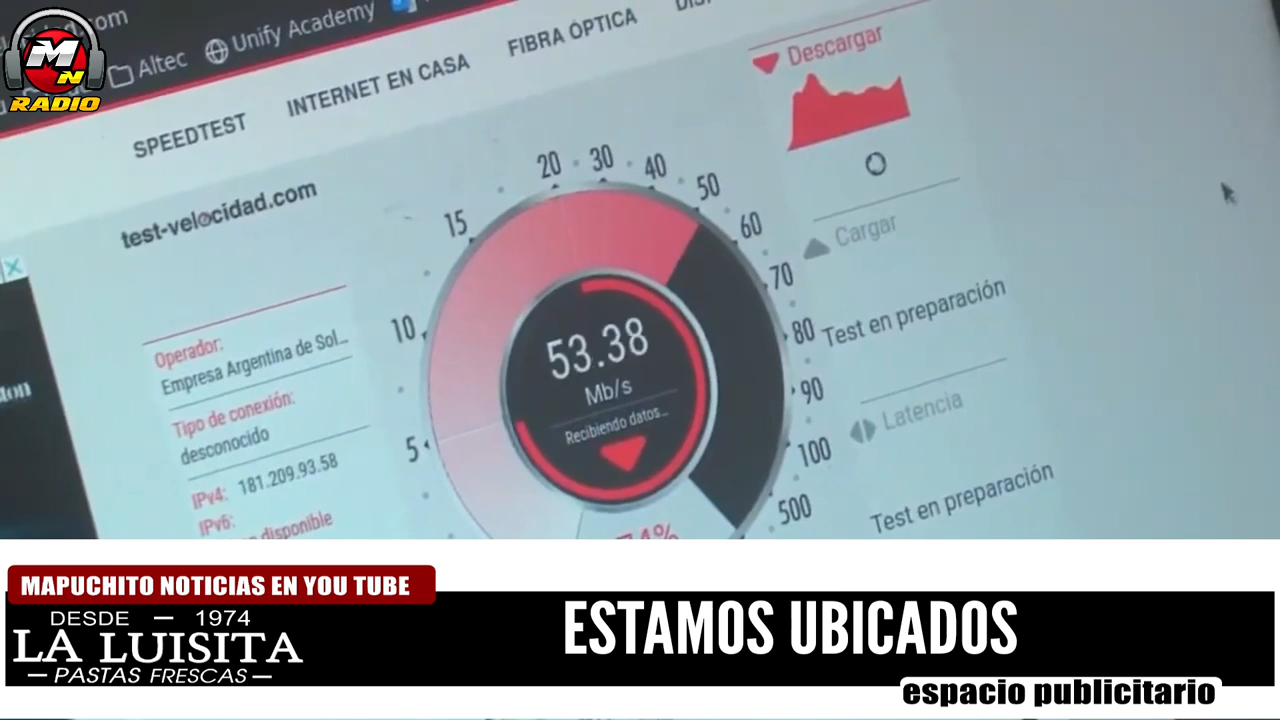 MN
RADIO
Altec
Unify Academy
SPEEDTEST
INTERNET EN CASA
FIBRA ÓPTICA
test-velocidad.com
Operador:
Empresa Argentina de Sol...
Tipo de conexión:
desconocido
IPv4: 181.209.93.58
IPv6:
disponible
5
10
15
20
30
40
50
60
70
80
90
100
500
53.38
Mb/s
Recibiendo datos...
Descargar
Cargar
Test en preparación
Latencia
Test en preparación
MAPUCHITO NOTICIAS EN YOU TUBE
DESDE — 1974
LA LUISITA
— PASTAS FRESCAS —
ESTAMOS UBICADOS
espacio publicitario